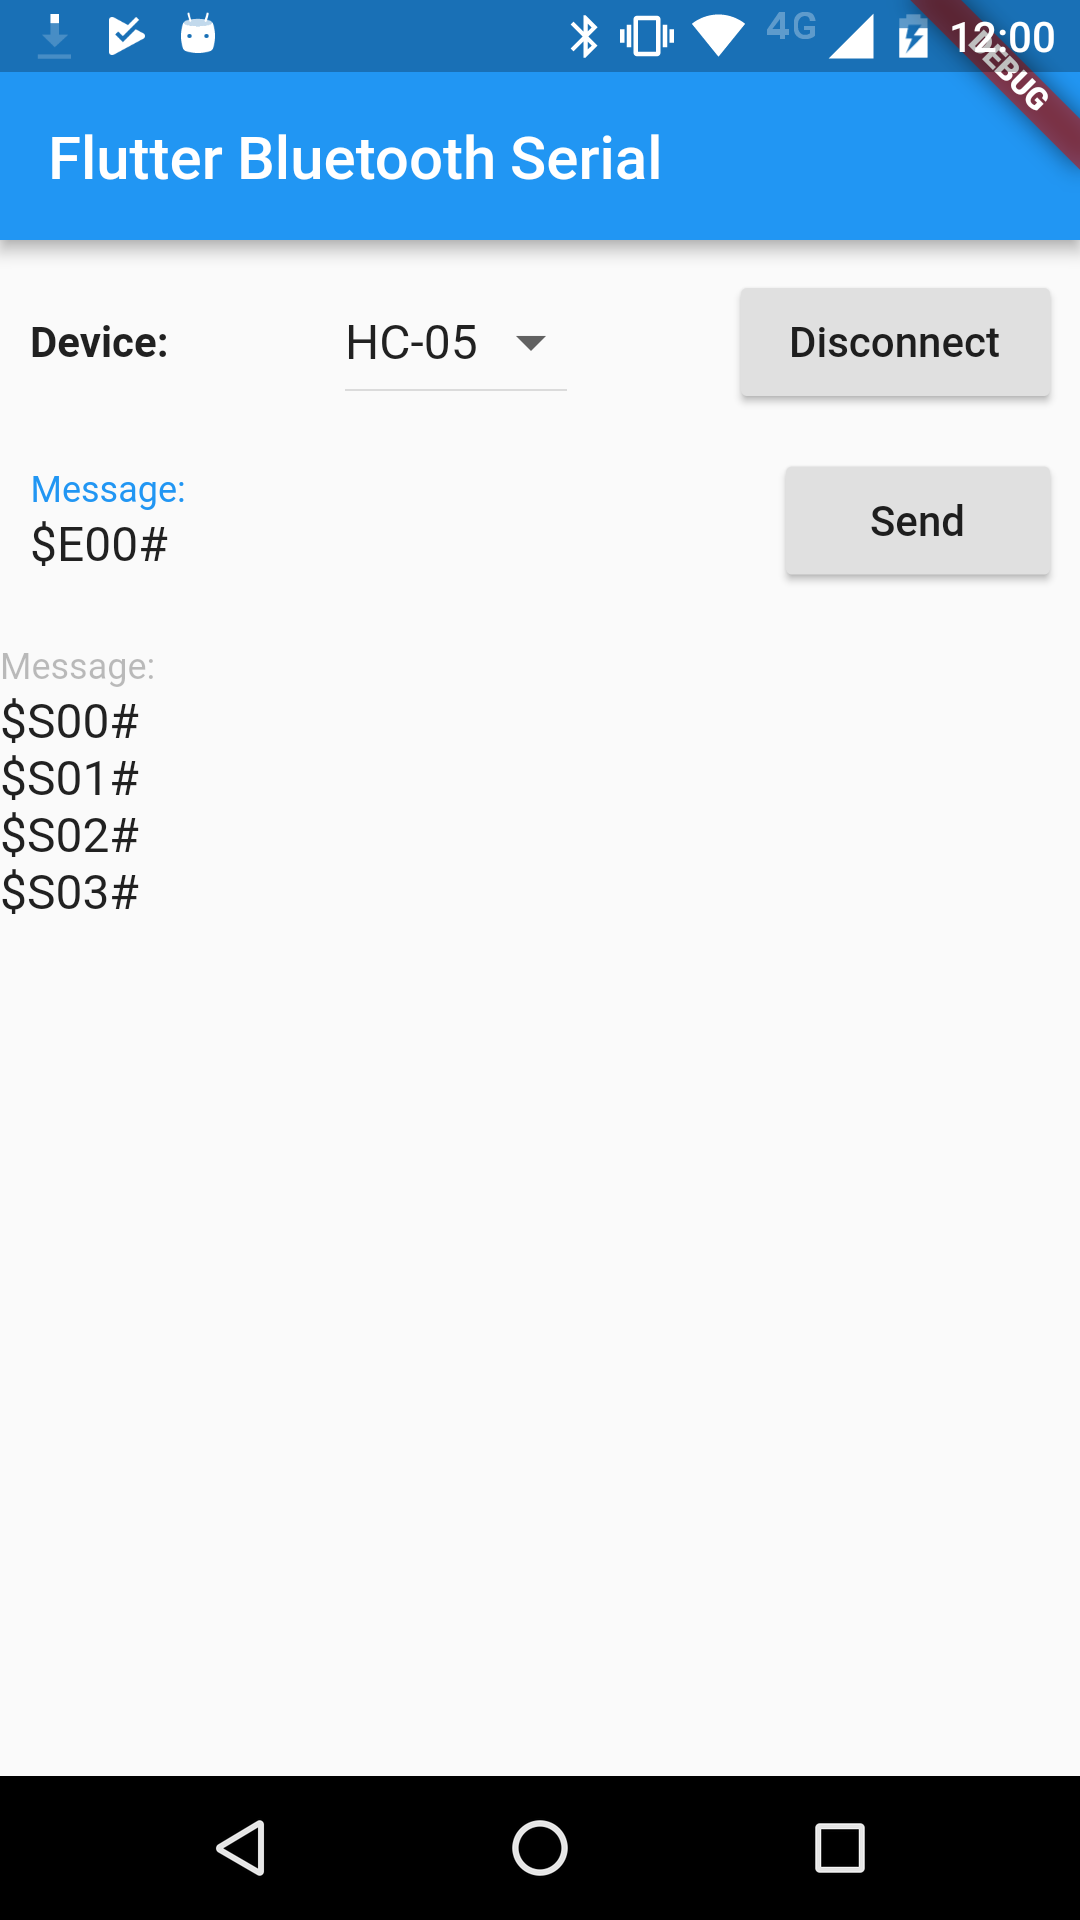 4G 12:00
DEBUG
Flutter Bluetooth Serial
Device: HC-05 Disconnect
Message:
$E00#
Send
Message:
$S00#
$S01#
$S02#
$S03#